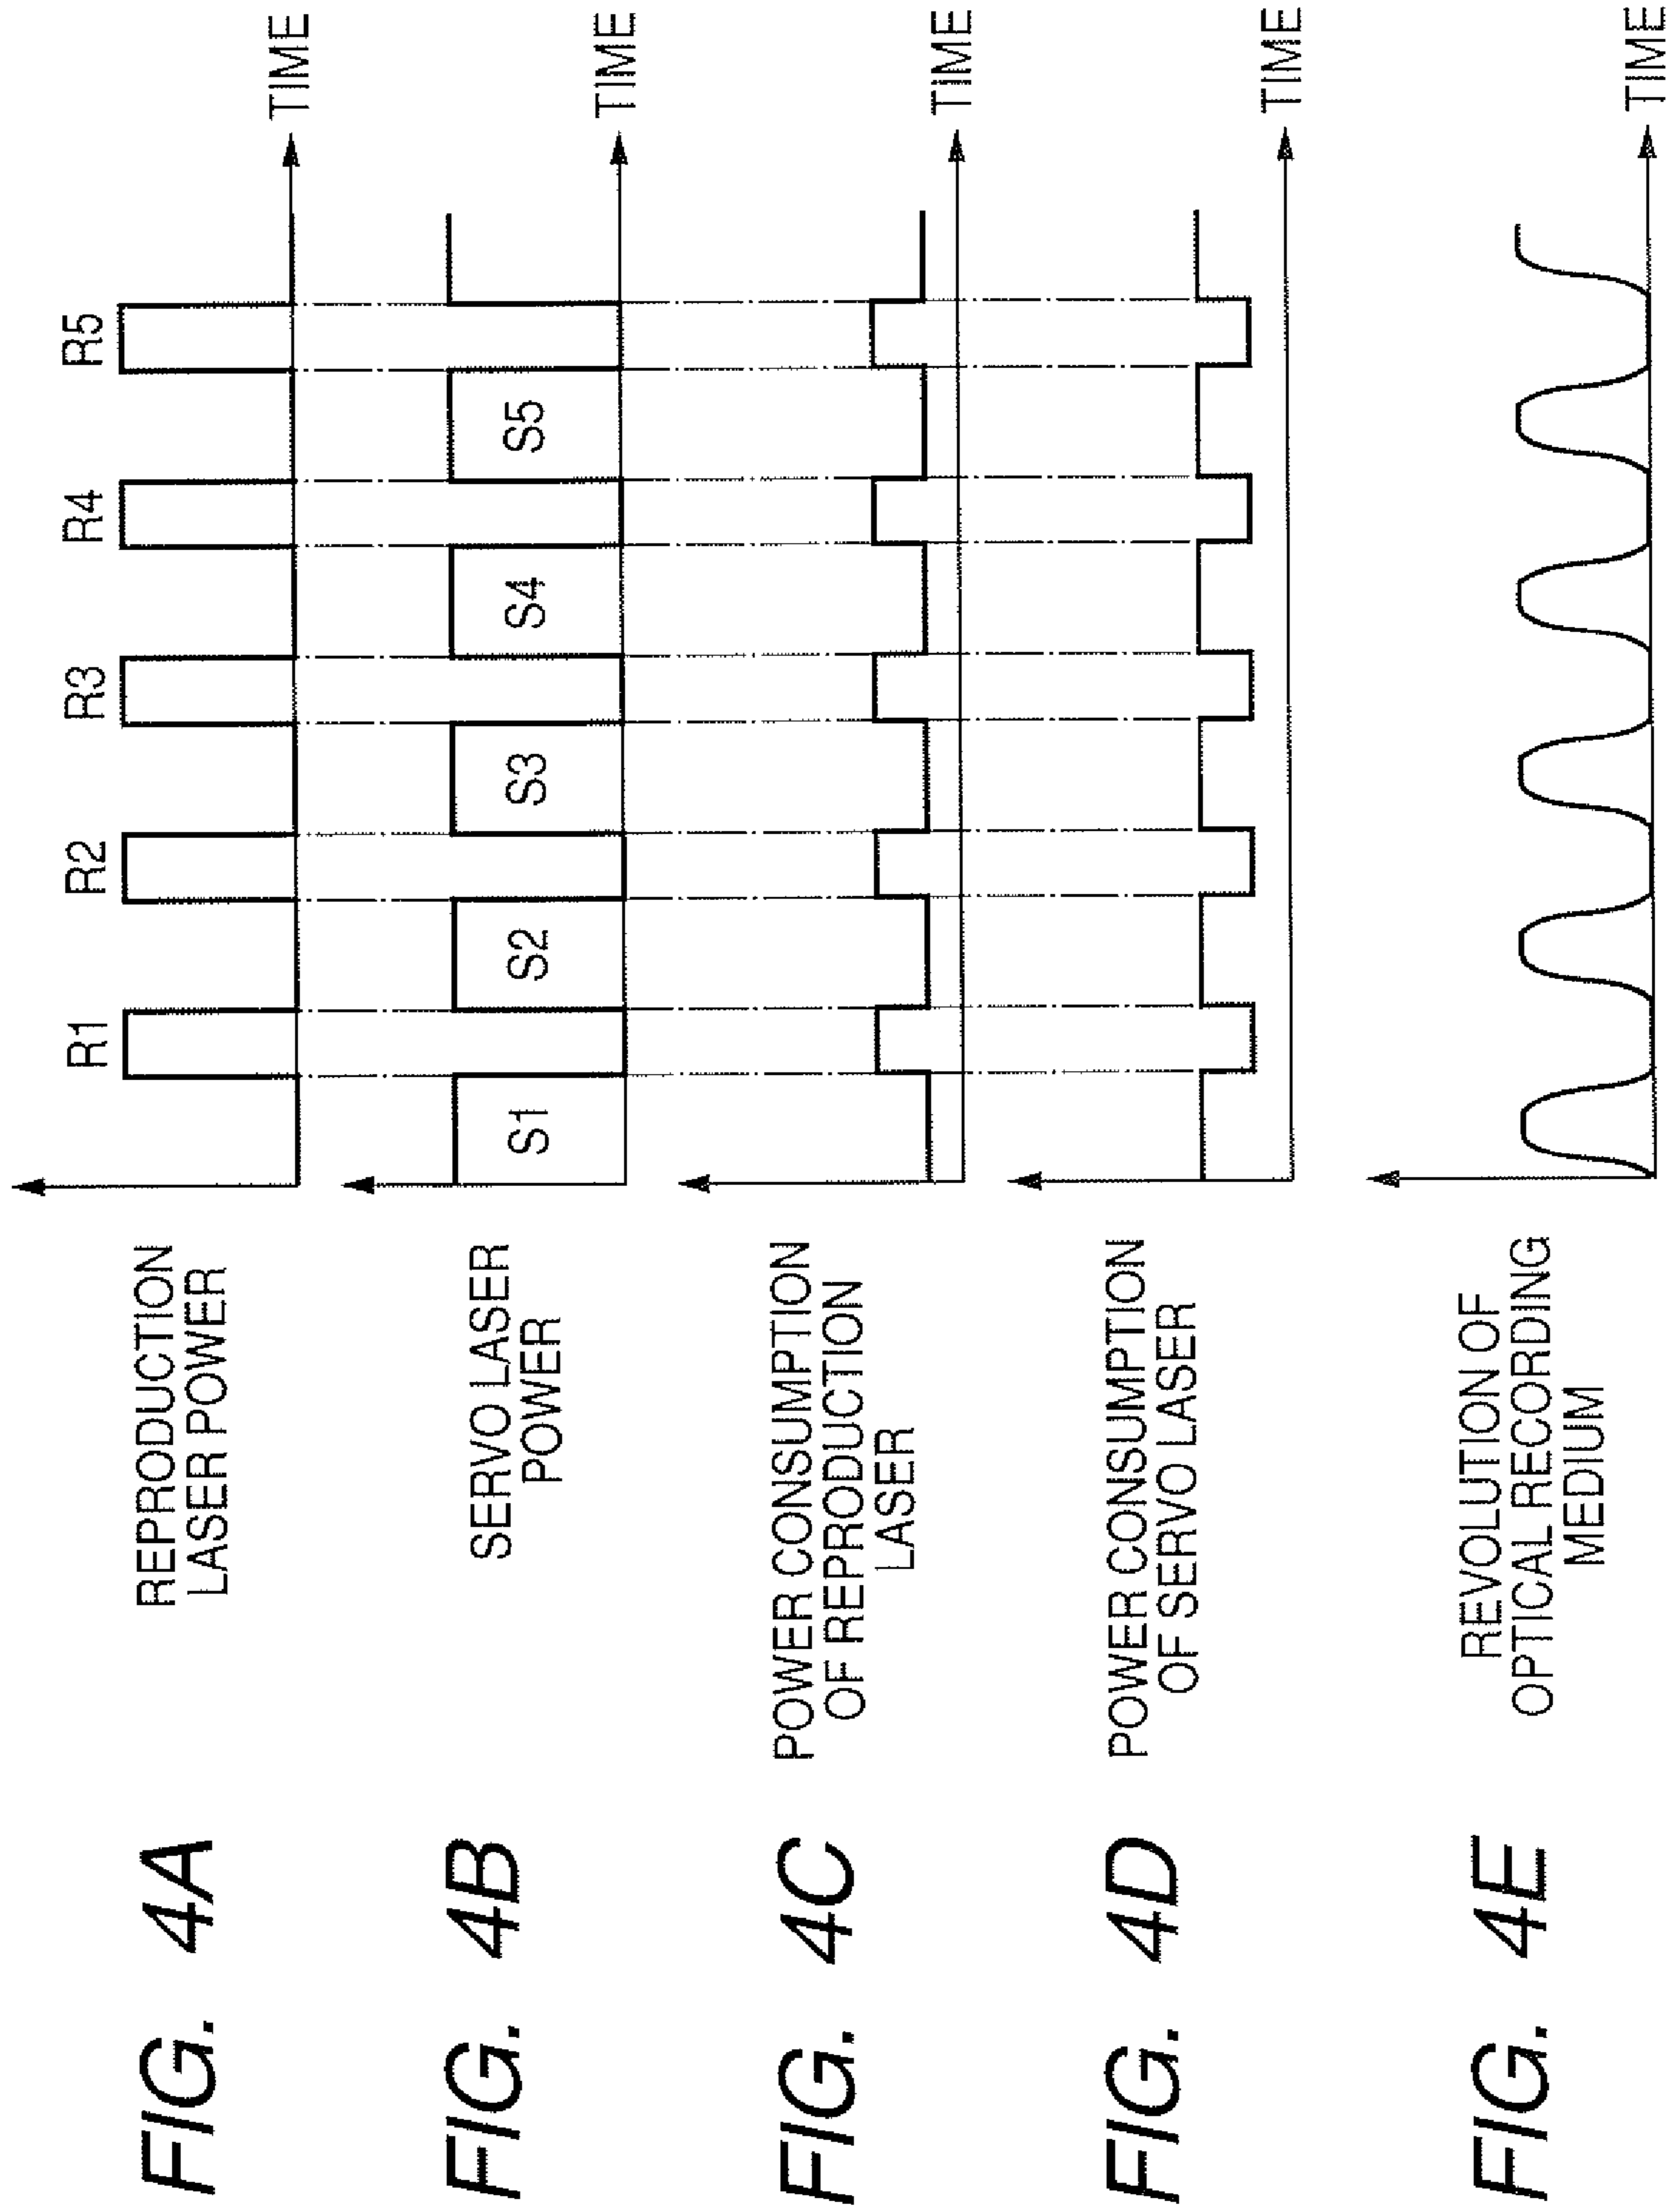 FIG. 4A
REPRODUCTION
LASER POWER
R1 R2 R3 R4 R5
TIME
FIG. 4B
SERVO LASER
POWER
S1 S2 S3 S4 S5
TIME
FIG. 4C
POWER CONSUMPTION
OF REPRODUCTION
LASER
TIME
FIG. 4D
POWER CONSUMPTION
OF SERVO LASER
TIME
FIG. 4E
REVOLUTION OF
OPTICAL RECORDING
MEDIUM
TIME